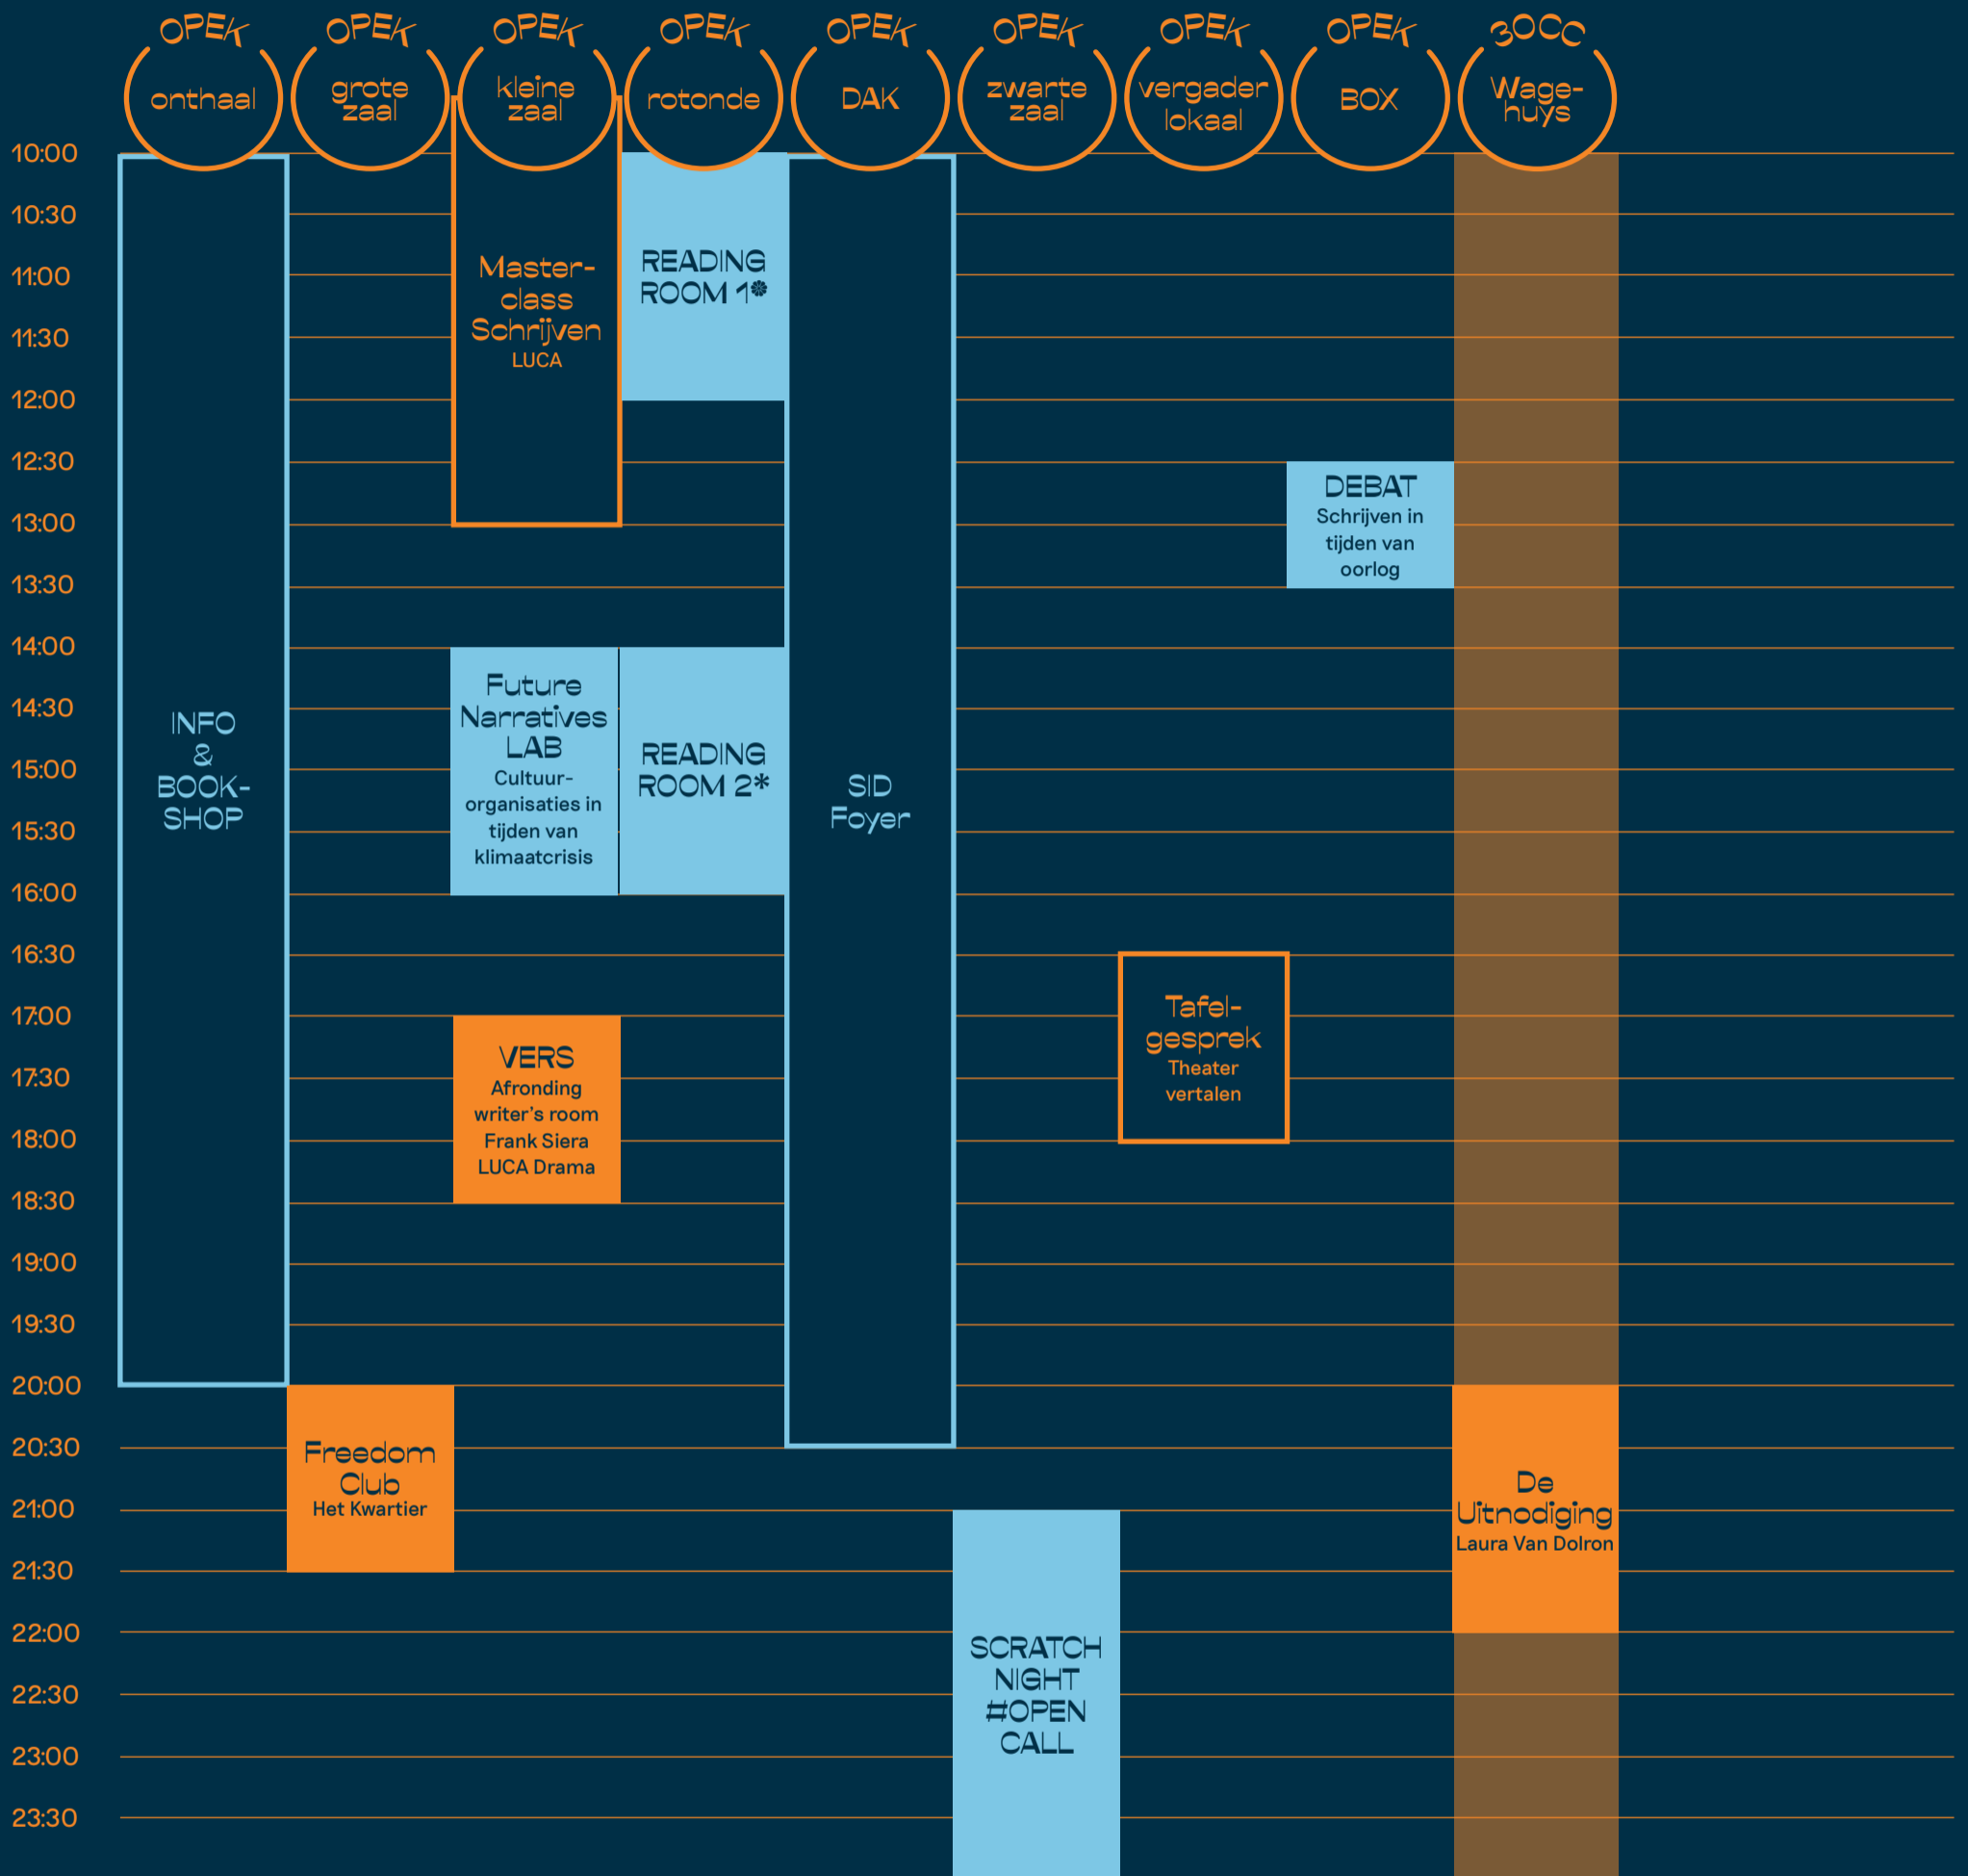 OPEK
onthaal
OPEK
grote
zaal
OPEK
kleine
zaal
OPEK
rotonde
OPEK
DAK
OPEK
zwarte
zaal
OPEK
vergader
lokaal
OPEK
BOX
30CC
Wage-
huys
10:00
10:30
11:00
11:30
12:00
12:30
13:00
13:30
14:00
14:30
15:00
15:30
16:00
16:30
17:00
17:30
18:00
18:30
19:00
19:30
20:00
20:30
21:00
21:30
22:00
22:30
23:00
23:30
INFO
&
BOOK-
SHOP
Freedom
Club
Het Kwartier
Master-
class
Schrijven
LUCA
Future
Narratives
LAB
Cultuur-
organisaties in
tijden van
klimaatcrisis
VERS
Afronding
writer's room
Frank Siera
LUCA Drama
READING
ROOM 1*
READING
ROOM 2*
SID
Foyer
SCRATCH
NIGHT
#OPEN
CALL
Tafel-
gesprek
Theater
vertalen
DEBAT
Schrijven in
tijden van
oorlog
De
Uitnodiging
Laura Van Dolron